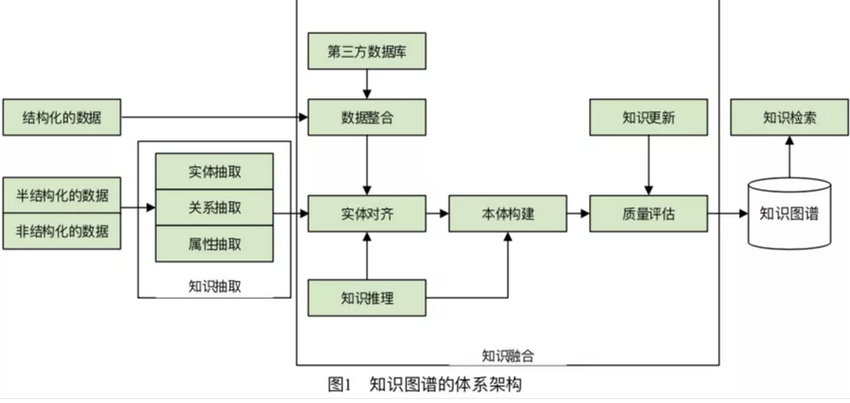 第三方数据库
结构化的数据
数据整合
知识更新
知识检索
半结构化的数据
非结构化的数据
实体抽取
关系抽取
属性抽取
知识抽取
实体对齐
本体构建
质量评估
知识图谱
知识推理
知识融合
图1 知识图谱的体系架构